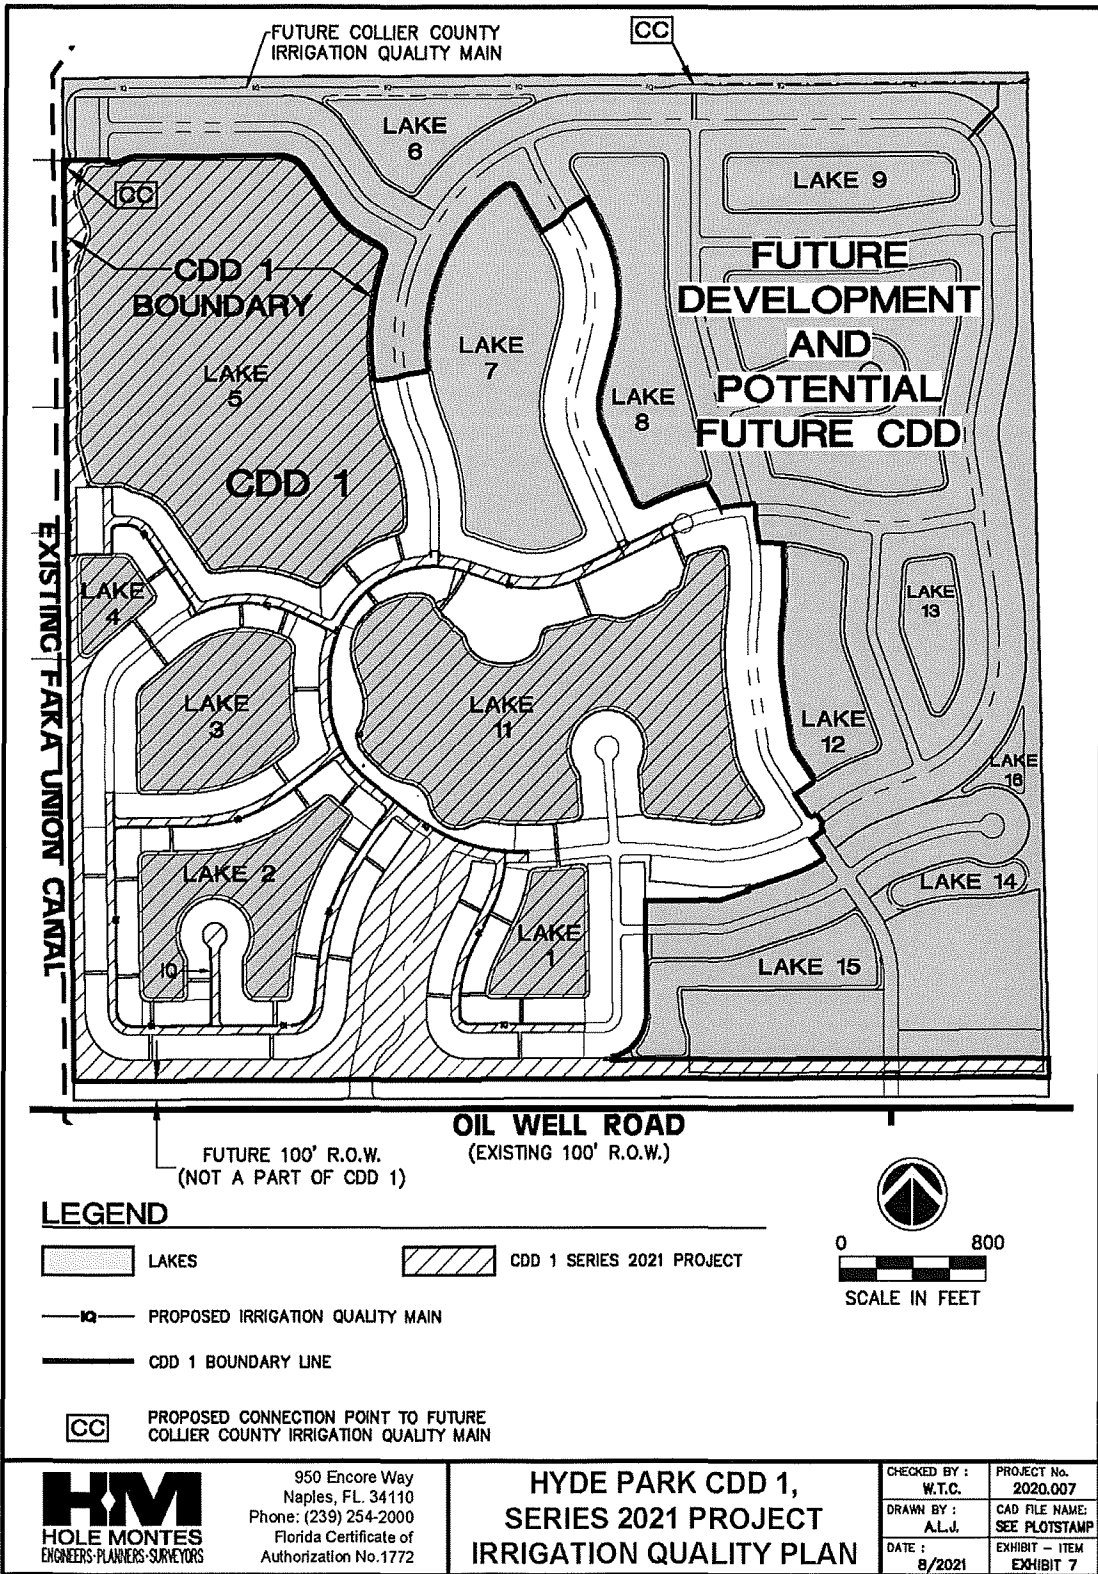 FUTURE COLLIER COUNTY
IRRIGATION QUALITY MAIN
CC
IQ
IQ
IQ
IQ
IQ
IQ
IQ
LAKE
6
LAKE 9
CC
CDD 1
BOUNDARY
FUTURE
DEVELOPMENT
AND
POTENTIAL
FUTURE CDD
LAKE
7
LAKE
5
LAKE
8
CDD 1
EXISTING FAKA UNION CANAL
LAKE
4
LAKE
13
LAKE
3
LAKE
11
LAKE
12
LAKE
16
LAKE 2
LAKE 14
LAKE
1
LAKE 15
IQ
OIL WELL ROAD
(EXISTING 100' R.O.W.)
FUTURE 100' R.O.W.
(NOT A PART OF CDD 1)
LEGEND
LAKES
CDD 1 SERIES 2021 PROJECT
IQ
PROPOSED IRRIGATION QUALITY MAIN
CDD 1 BOUNDARY LINE
CC
PROPOSED CONNECTION POINT TO FUTURE
COLLIER COUNTY IRRIGATION QUALITY MAIN
0 800
SCALE IN FEET
HM
HOLE MONTES
ENGINEERS·PLANNERS·SURVEYORS
950 Encore Way
Naples, FL. 34110
Phone: (239) 254-2000
Florida Certificate of
Authorization No.1772
HYDE PARK CDD 1,
SERIES 2021 PROJECT
IRRIGATION QUALITY PLAN
CHECKED BY :
W.T.C.
PROJECT No.
2020.007
DRAWN BY :
A.L.J.
CAD FILE NAME:
SEE PLOTSTAMP
DATE :
8/2021
EXHIBIT - ITEM
EXHIBIT 7